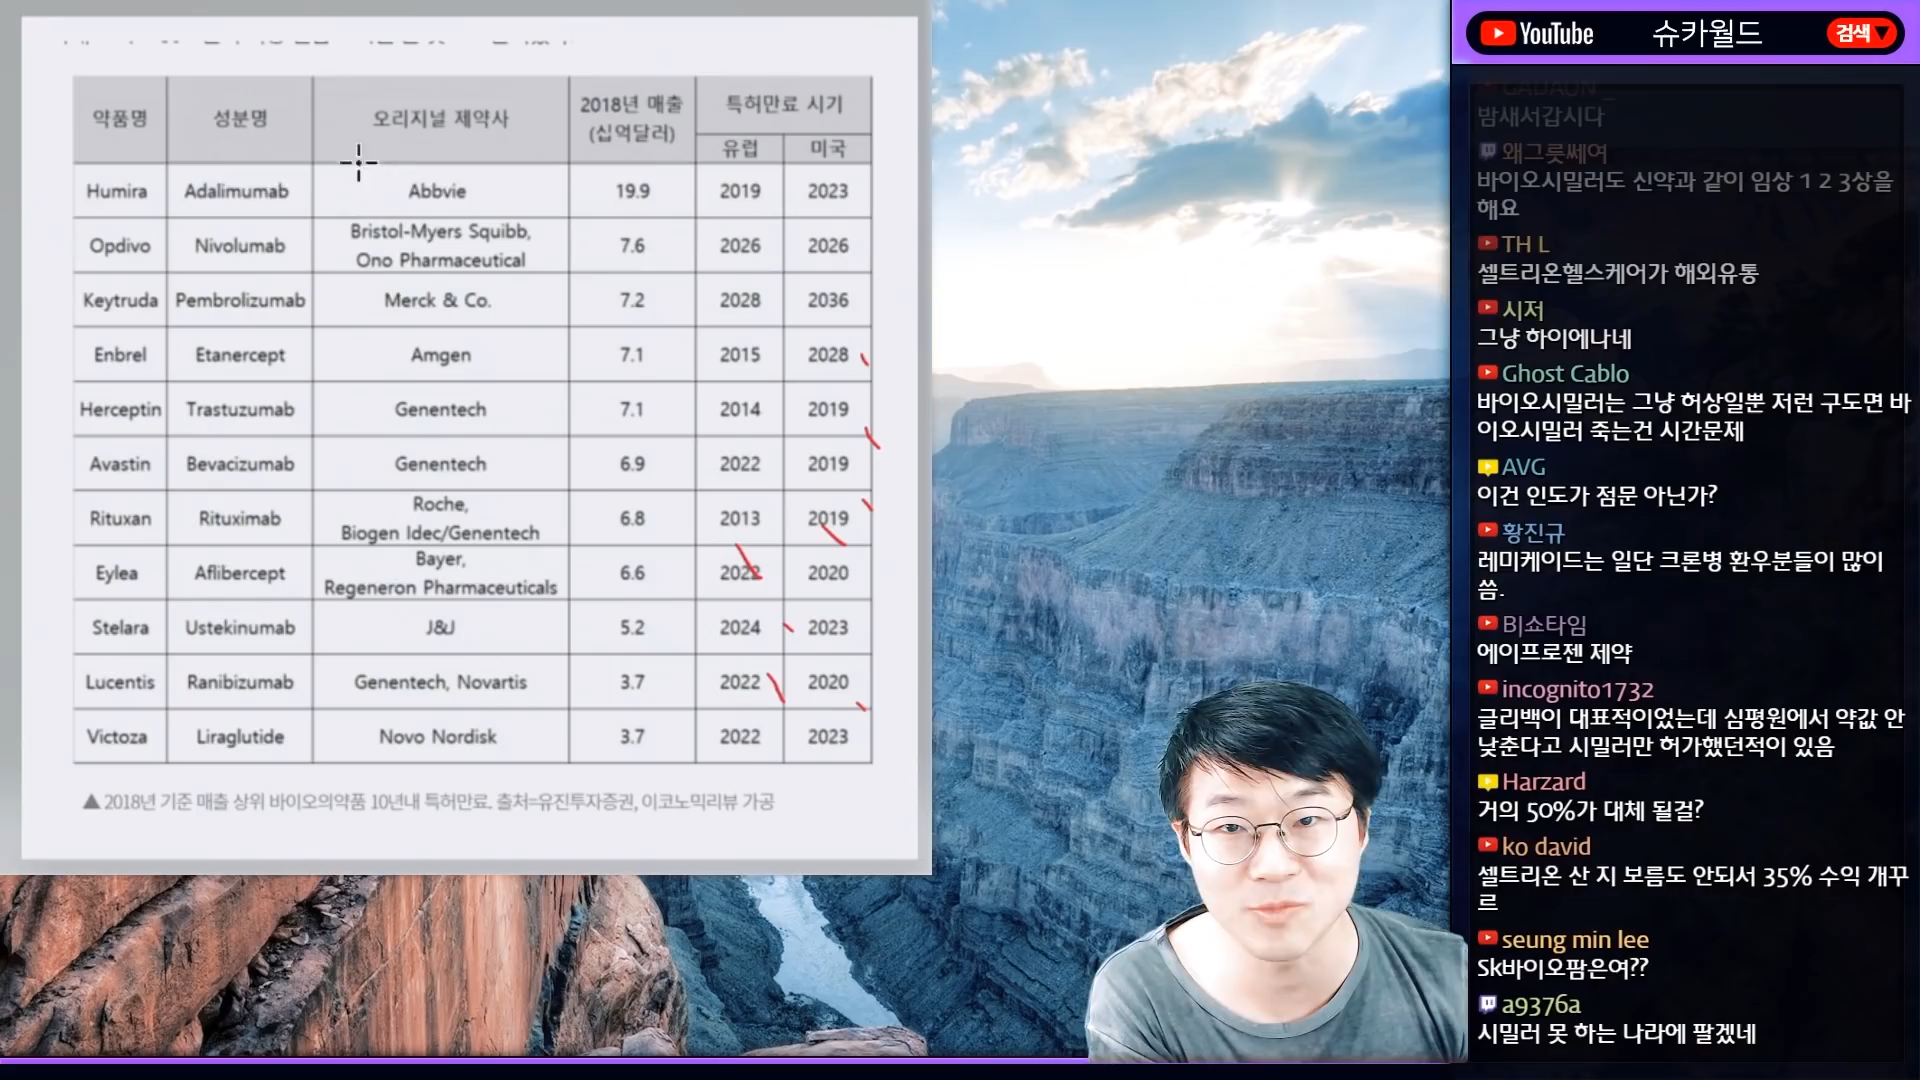 약품명 성분명 오리지널 제약사 2018년 매출 (십억달러) 특허만료 시기
유럽 미국
Humira Adalimumab Abbvie 19.9 2019 2023
Opdivo Nivolumab Bristol-Myers Squibb, Ono Pharmaceutical 7.6 2026 2026
Keytruda Pembrolizumab Merck & Co. 7.2 2028 2036
Enbrel Etanercept Amgen 7.1 2015 2028
Herceptin Trastuzumab Genentech 7.1 2014 2019
Avastin Bevacizumab Genentech 6.9 2022 2019
Rituxan Rituximab Roche, Biogen Idec/Genentech 6.8 2013 2019
Eylea Aflibercept Bayer, Regeneron Pharmaceuticals 6.6 2022 2020
Stelara Ustekinumab J&J 5.2 2024 2023
Lucentis Ranibizumab Genentech, Novartis 3.7 2022 2020
Victoza Liraglutide Novo Nordisk 3.7 2022 2023
▲2018년 기준 매출 상위 바이오의약품 10년내 특허만료. 출처=유진투자증권, 이코노믹리뷰 가공
YouTube 슈카월드 검색▼
밤새서갑시다
왜그룻쎄여
바이오시밀러도 신약과 같이 임상 1 2 3상을
해요
TH L
셀트리온헬스케어가 해외유통
시저
그냥 하이에나네
Ghost Cablo
바이오시밀러는 그냥 허상일뿐 저런 구도면 바
이오시밀러 죽는건 시간문제
AVG
이건 인도가 점문 아닌가?
황진규
레미케이드는 일단 크론병 환우분들이 많이
씀.
B|쇼타임
에이프로젠 제약
incognito1732
글리백이 대표적이었는데 심평원에서 약값 안
낮춘다고 시밀러만 허가했던적이 있음
Harzard
거의 50%가 대체 될걸?
ko david
셀트리온 산 지 보름도 안되서 35% 수익 개꾸
르
seung min lee
Sk바이오팜은여??
a9376a
시밀러 못 하는 나라에 팔겠네